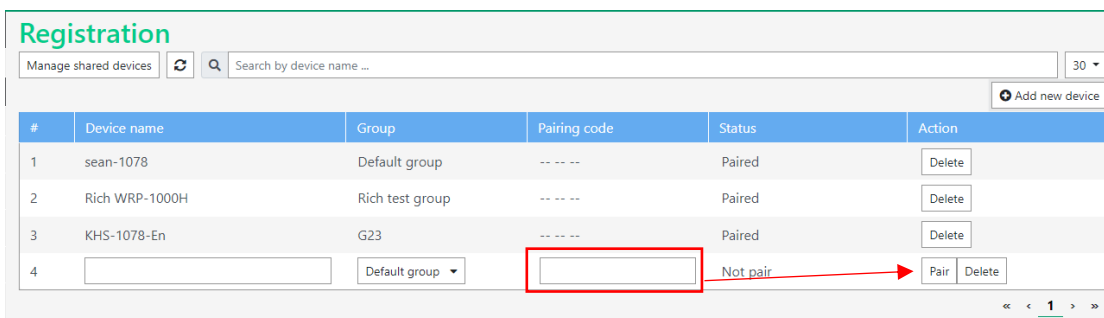 Registration
Manage shared devices Search by device name ... 30
Add new device
# Device name Group Pairing code Status Action
1 sean-1078 Default group -- -- -- Paired Delete
2 Rich WRP-1000H Rich test group -- -- -- Paired Delete
3 KHS-1078-En G23 -- -- -- Paired Delete
4 Default group Not pair Pair Delete
« ‹ 1 › »